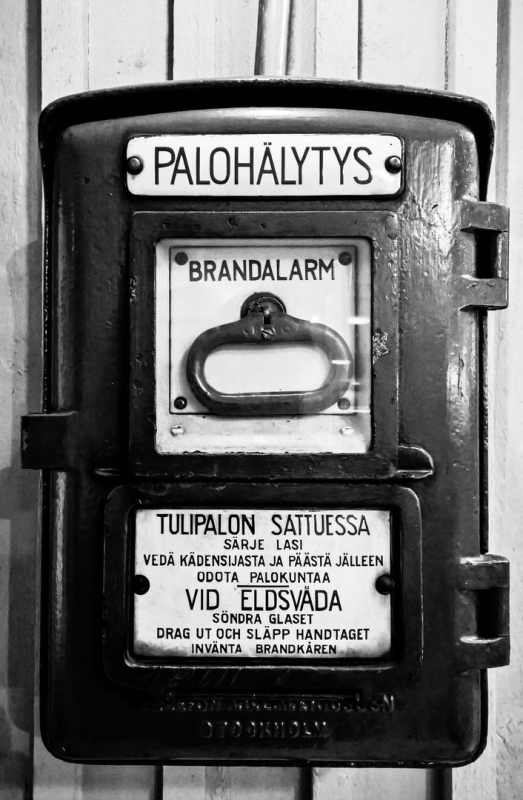 PALOHÄLYTYS
BRANDALARM
TULIPALON SATTUESSA
SÄRJE LASI
VEDÄ KÄDENSIJASTA JA PÄÄSTÄ JÄLLEEN
ODOTA PALOKUNTAA
VID ELDSVÅDA
SÖNDRA GLASET
DRAG UT OCH SLÄPP HANDTAGET
INVÄNTA BRANDKÅREN
STOCKHOLM